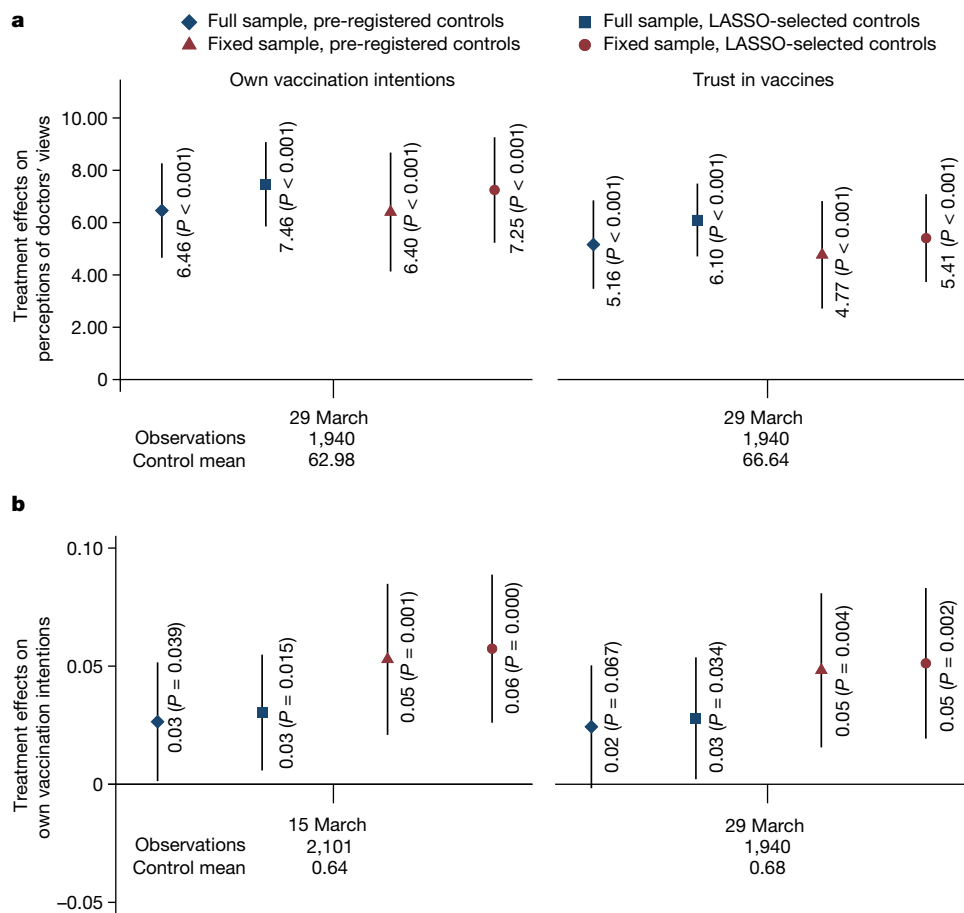 a
Full sample, pre-registered controls
Full sample, LASSO-selected controls
Fixed sample, pre-registered controls
Fixed sample, LASSO-selected controls
Own vaccination intentions
Trust in vaccines
Treatment effects on
perceptions of doctors' views
10.00
8.00
6.00
4.00
2.00
0
6.46 (P < 0.001)
7.46 (P < 0.001)
6.40 (P < 0.001)
7.25 (P < 0.001)
5.16 (P < 0.001)
6.10 (P < 0.001)
4.77 (P < 0.001)
5.41 (P < 0.001)
29 March
29 March
Observations 1,940 1,940
Control mean 62.98 66.64
b
Treatment effects on
own vaccination intentions
0.10
0.05
0
–0.05
0.03 (P = 0.039)
0.03 (P = 0.015)
0.05 (P = 0.001)
0.06 (P = 0.000)
0.02 (P = 0.067)
0.03 (P = 0.034)
0.05 (P = 0.004)
0.05 (P = 0.002)
15 March
29 March
Observations 2,101 1,940
Control mean 0.64 0.68